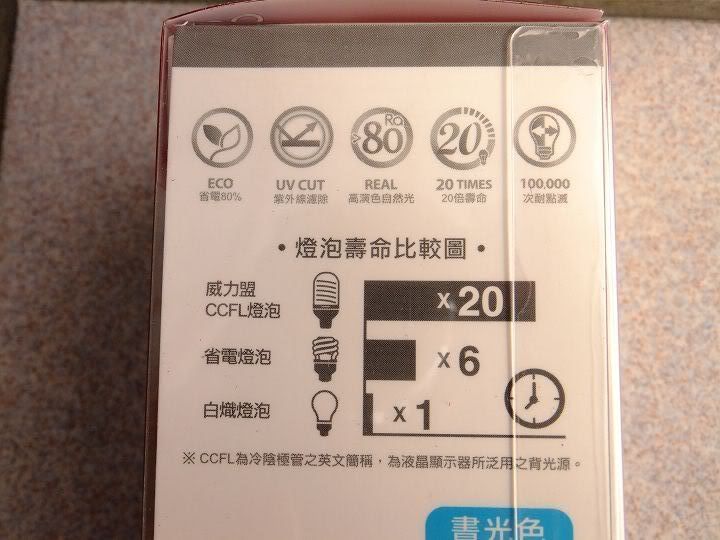 Ra
>80
20
ECO
省電80%
UV CUT
紫外線濾除
REAL
高演色自然光
20 TIMES
20倍壽命
100,000
次耐點滅
•燈泡壽命比較圖•
威力盟
CCFL燈泡
x 20
省電燈泡
x 6
白熾燈泡
x 1
※ CCFL為冷陰極管之英文簡稱，為液晶顯示器所泛用之背光源。
晝光色